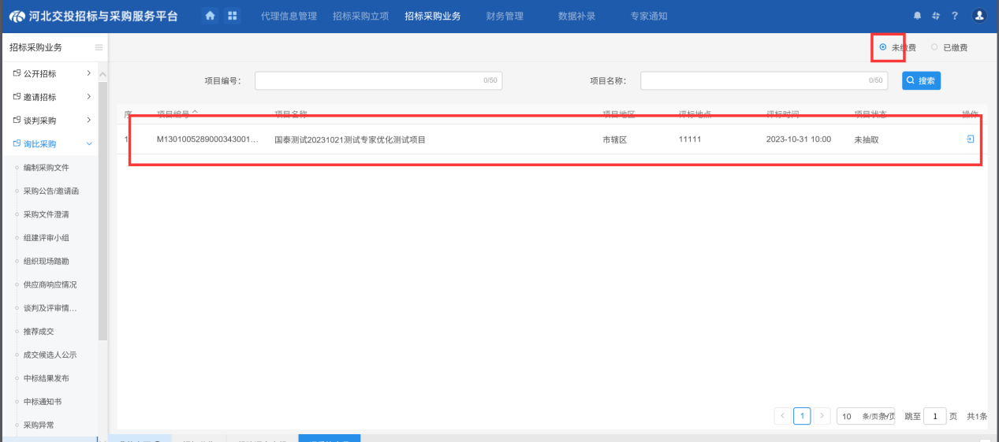 河北交投招标与采购服务平台 代理信息管理 招标采购立项 招标采购业务 财务管理 数据补录 专家通知
招标采购业务
未缴费 已缴费
公开招标
邀请招标
谈判采购
询比采购
编制采购文件
采购公告/邀请函
采购文件澄清
组建评审小组
组织现场踏勘
供应商响应情况
谈判及评审情...
推荐成交
成交候选人公示
中标结果发布
中标通知书
采购异常
项目编号: 0/50 项目名称: 0/50 搜索
序 项目编号 项目名称 项目地区 评标地点 评标时间 项目状态 操作
1 M1301005289000343001... 国泰测试20231021测试专家优化测试项目 市辖区 11111 2023-10-31 10:00 未抽取
1 10 条/页 跳至 1 页 共1条